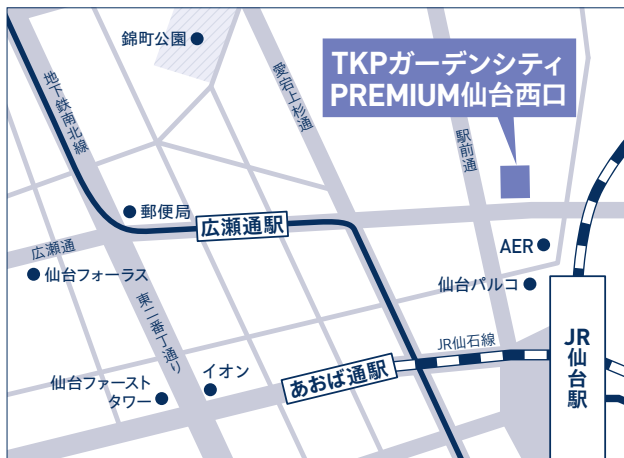 錦町公園
TKPガーデンシティ
PREMIUM仙台西口
地下鉄南北線
愛宕上杉通
駅前通
郵便局
広瀬通駅
広瀬通
AER
仙台フォーラス
仙台パルコ
東二番丁通り
JR仙石線
JR仙台駅
イオン
あおば通駅
仙台ファースト
タワー